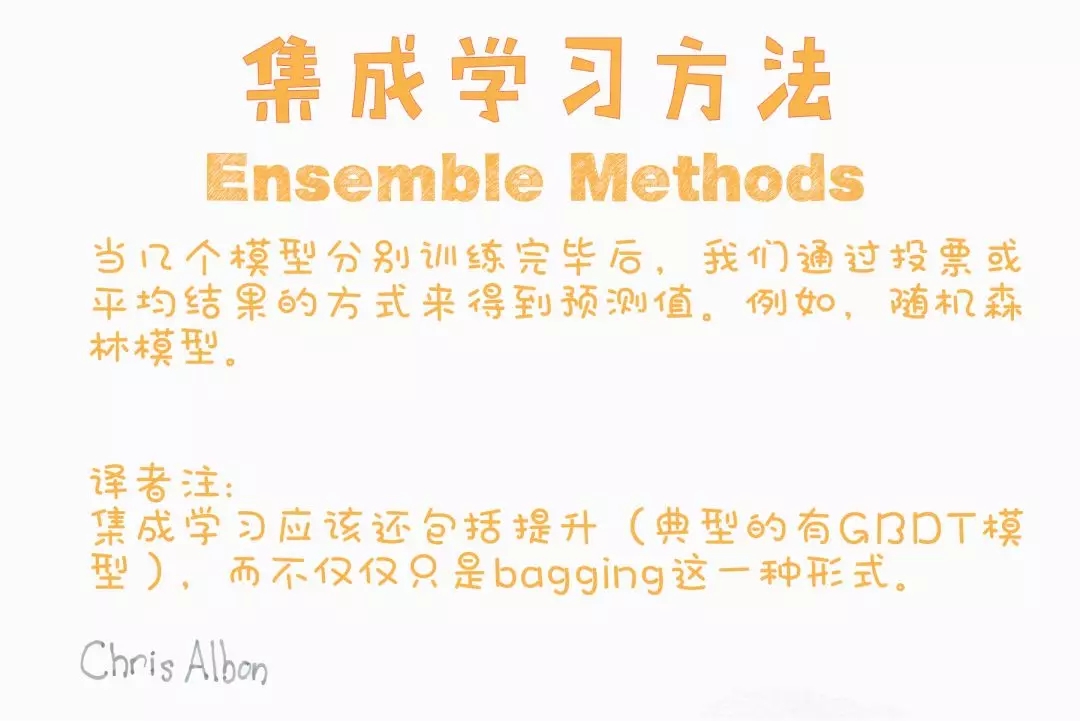 集成学习方法
Ensemble Methods
当几个模型分别训练完毕后，我们通过投票或
平均结果的方式来得到预测值。例如，随机森
林模型。
译者注：
集成学习应该还包括提升（典型的有GBDT模
型），而不仅仅只是bagging这一种形式。
Chris Albon